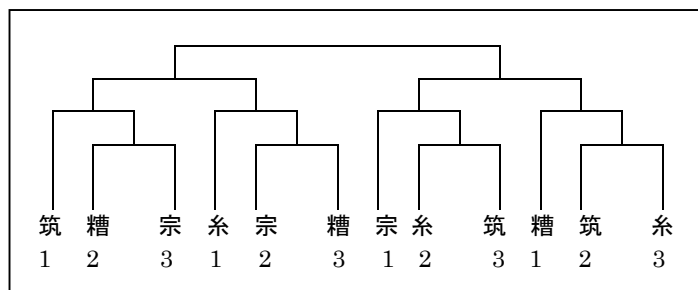 筑 糟 宗 糸 宗 糟 宗 糸 筑 糟 筑 糸
1 2 3 1 2 3 1 2 3 1 2 3